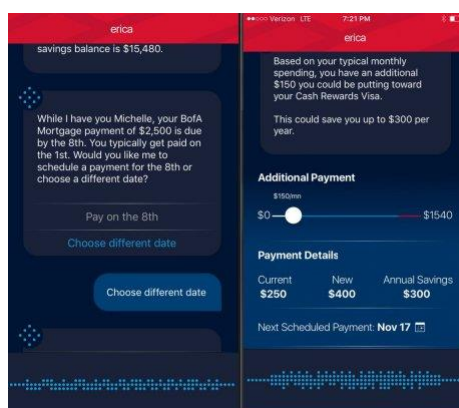 erica
savings balance is $15,480.
While I have you Michelle, your BofA
Mortgage payment of $2,500 is due
by the 8th. You typically get paid on
the 1st. Would you like me to
schedule a payment for the 8th or
choose a different date?
Pay on the 8th
Choose different date
Choose different date
Verizon LTE 7:21 PM
erica
Based on your typical monthly
spending, you have an additional
$150 you could be putting toward
your Cash Rewards Visa.
This could save you up to $300 per
year.
Additional Payment
$150/mn
$0 $1540
Payment Details
Current New Annual Savings
$250 $400 $300
Next Scheduled Payment: Nov 17